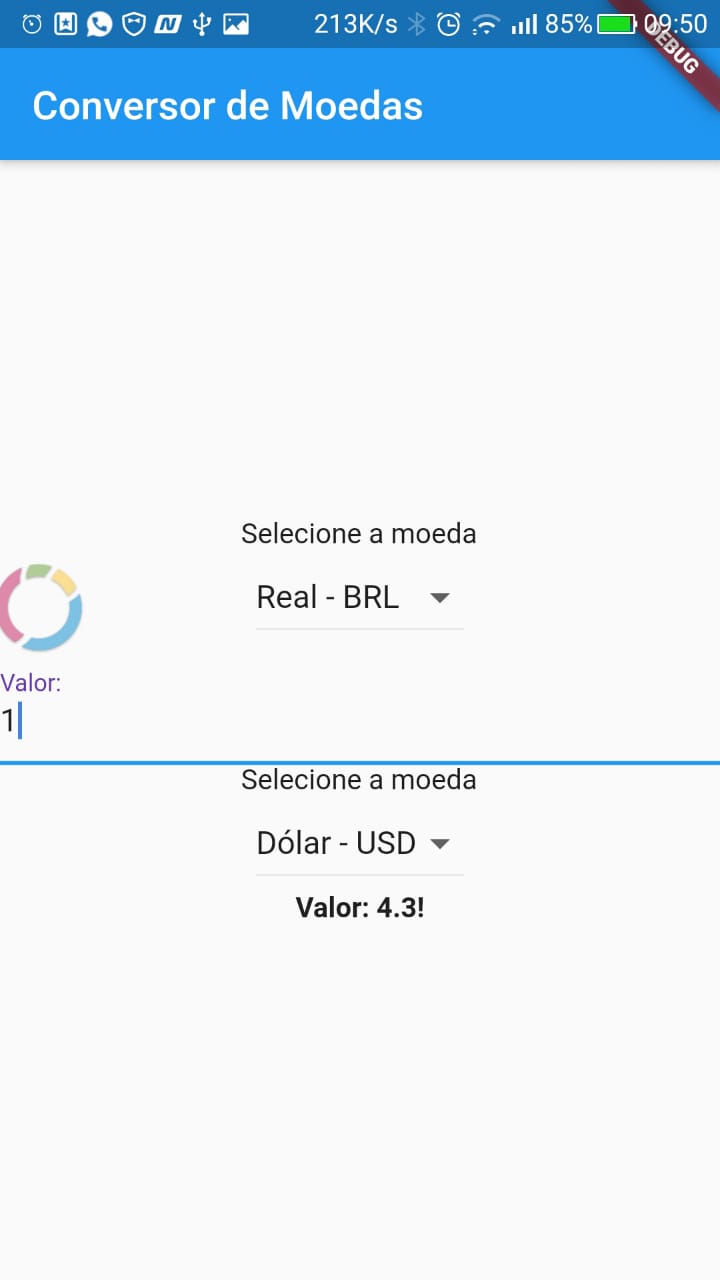 213K/s 85% 09:50
DEBUG
Conversor de Moedas
Selecione a moeda
Real - BRL
Valor:
1
Selecione a moeda
Dólar - USD
Valor: 4.3!